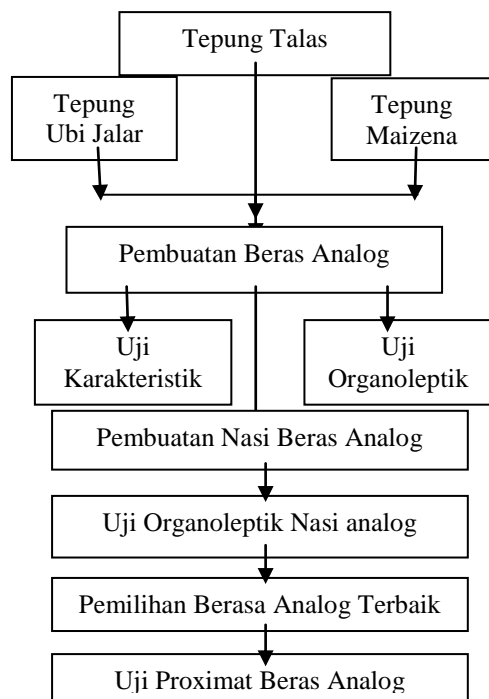 Tepung Talas
Tepung
Ubi Jalar
Tepung
Maizena
Pembuatan Beras Analog
Uji
Karakteristik
Uji
Organoleptik
Pembuatan Nasi Beras Analog
Uji Organoleptik Nasi analog
Pemilihan Berasa Analog Terbaik
Uji Proximat Beras Analog